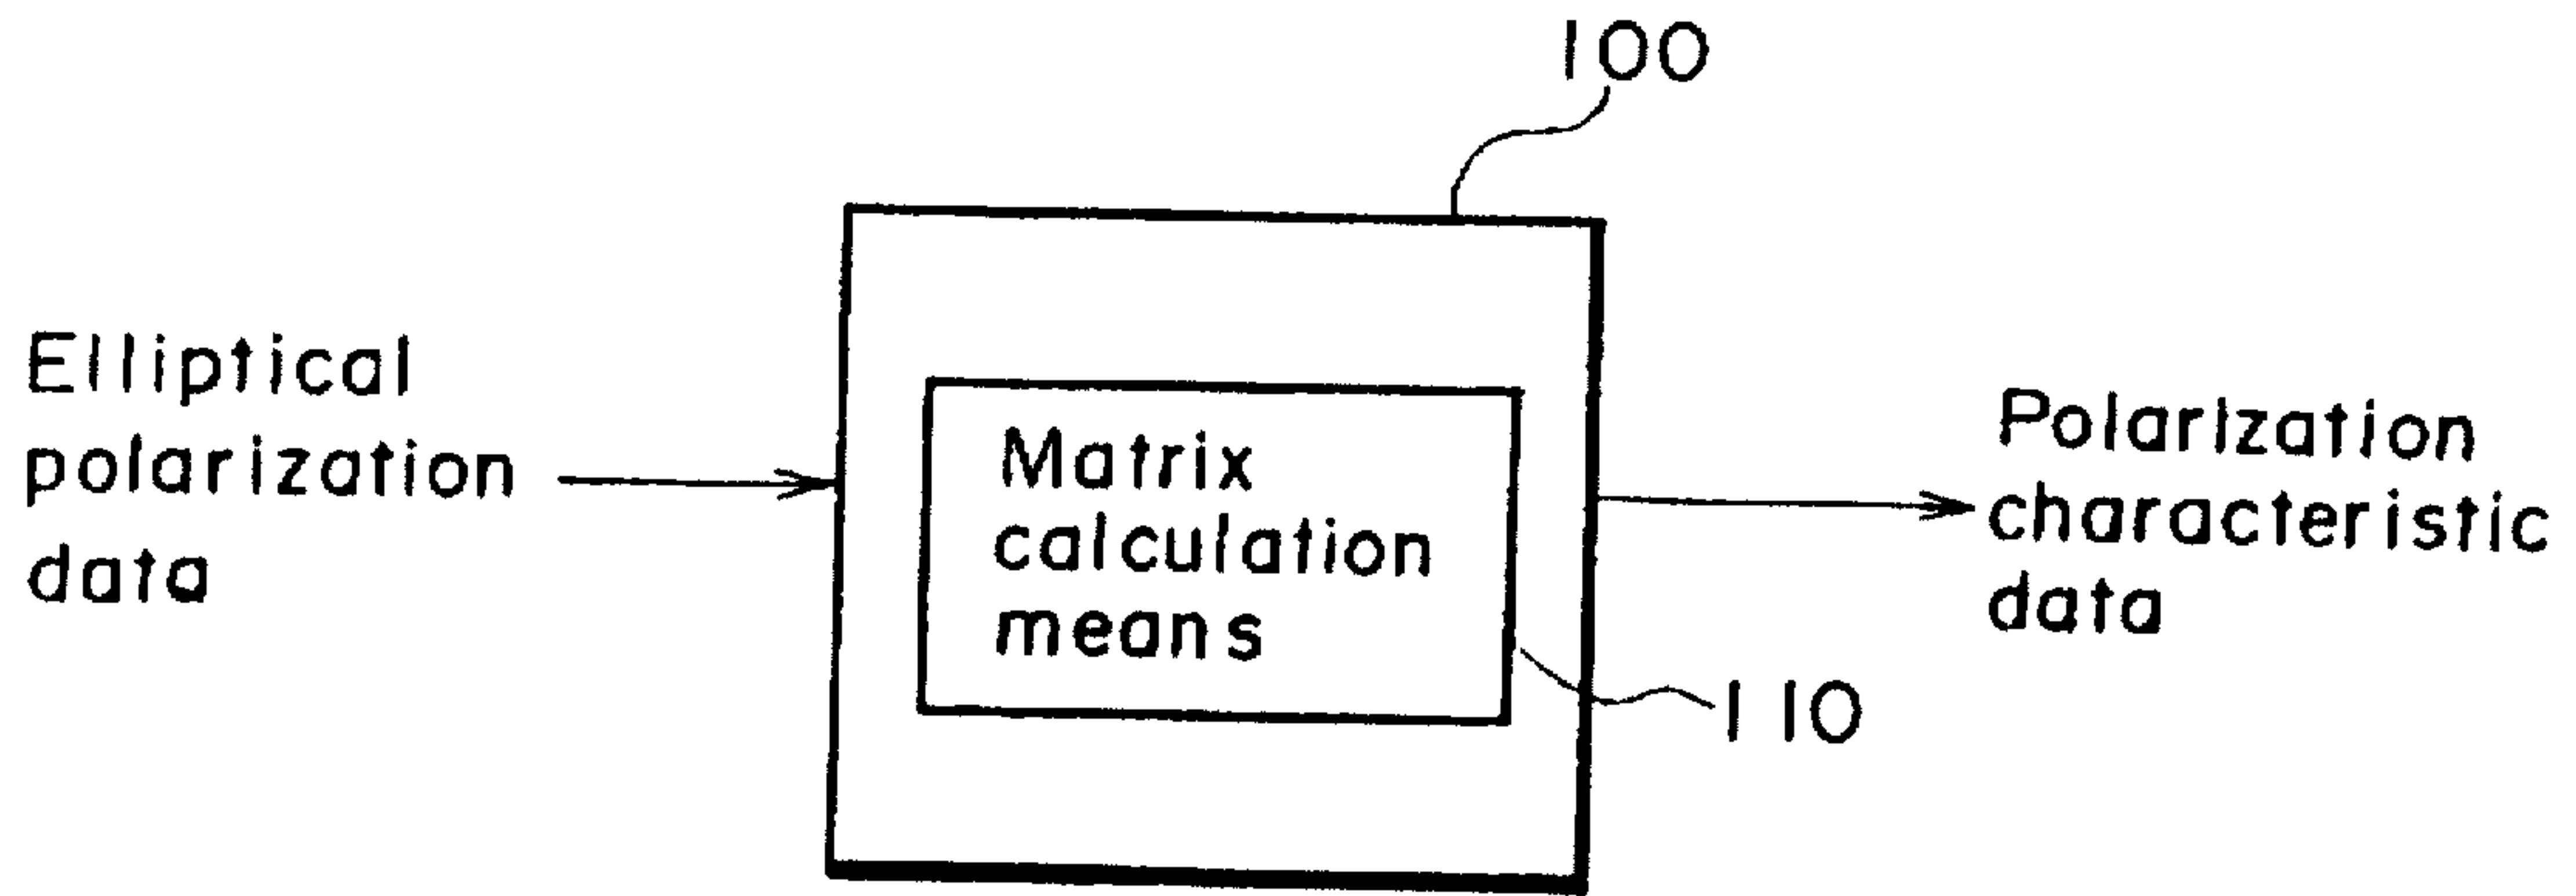 100
Elliptical
polarization
data
Matrix
calculation
means
Polarization
characteristic
data
110